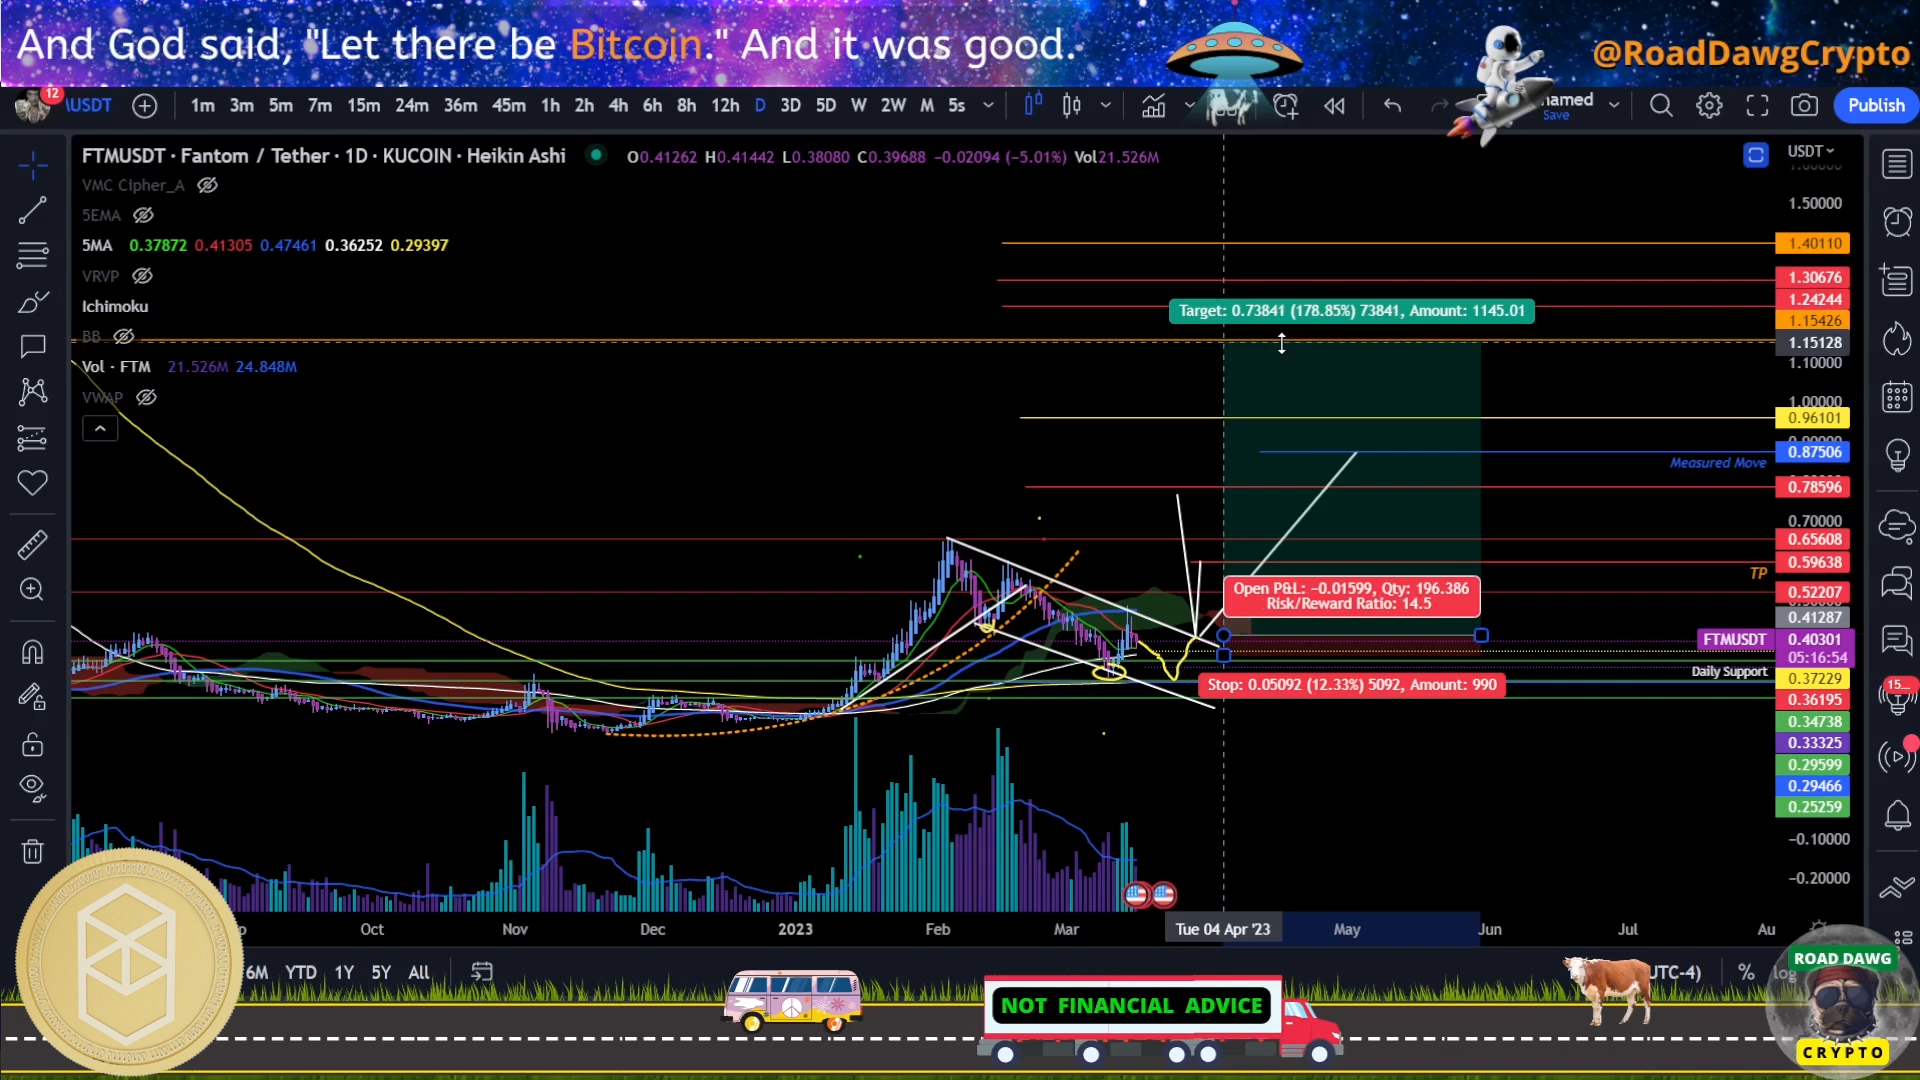 And God said, "Let there be Bitcoin." And it was good.
@RoadDawgCrypto
12
1m 3m 5m 7m 15m 24m 36m 45m 1h 2h 4h 6h 8h 12h D 3D 5D W 2W M 5s
Save
Publish
FTMUSDT · Fantom / Tether · 1D · KUCOIN · Heikin Ashi
O0.41262 H0.41442 L0.38080 C0.39688 −0.02094 (−5.01%) Vol21.526M
USDT
VMC Cipher_A
5EMA
5MA 0.37872 0.41305 0.47461 0.36252 0.29397
VRVP
Ichimoku
BB
Vol · FTM 21.526M 24.848M
VWAP
1.50000
1.40110
1.30676
1.24244
1.15426
1.15128
1.10000
1.00000
0.96101
0.87506
Measured Move
0.78596
0.70000
0.65608
0.59638
TP
0.52207
0.41287
FTMUSDT 0.40301
05:16:54
Daily Support
0.37229
0.36195
0.34738
0.33325
0.29599
0.29466
0.25259
−0.10000
−0.20000
Target: 0.73841 (178.85%) 73841, Amount: 1145.01
Open P&L: −0.01599, Qty: 196.386
Risk/Reward Ratio: 14.5
Stop: 0.05092 (12.33%) 5092, Amount: 990
15...
Oct Nov Dec 2023 Feb Mar Tue 04 Apr '23 May Jun Jul Au
6M YTD 1Y 5Y All
UTC-4) % log
NOT FINANCIAL ADVICE
ROAD DAWG
CRYPTO